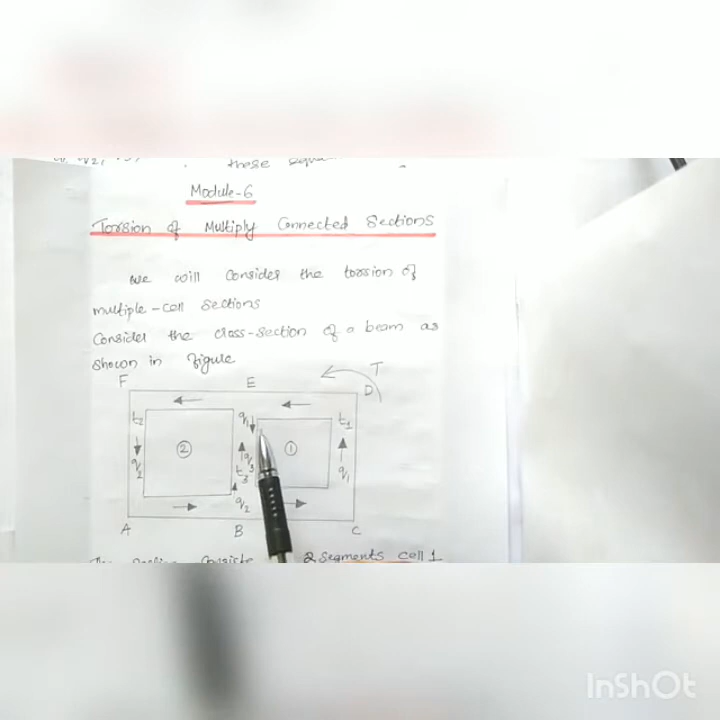 these
Module-6
Torsion of Multiply Connected Sections
we will Consider the torsion of
multiple-cell Sections
Consider the cross-section of a beam as
shown in figure
F E T
D
t2 q1 t1
② ①
q2 q3 q1
t3
q2
A B C
Consists 2 Segments cell 1
InShOt